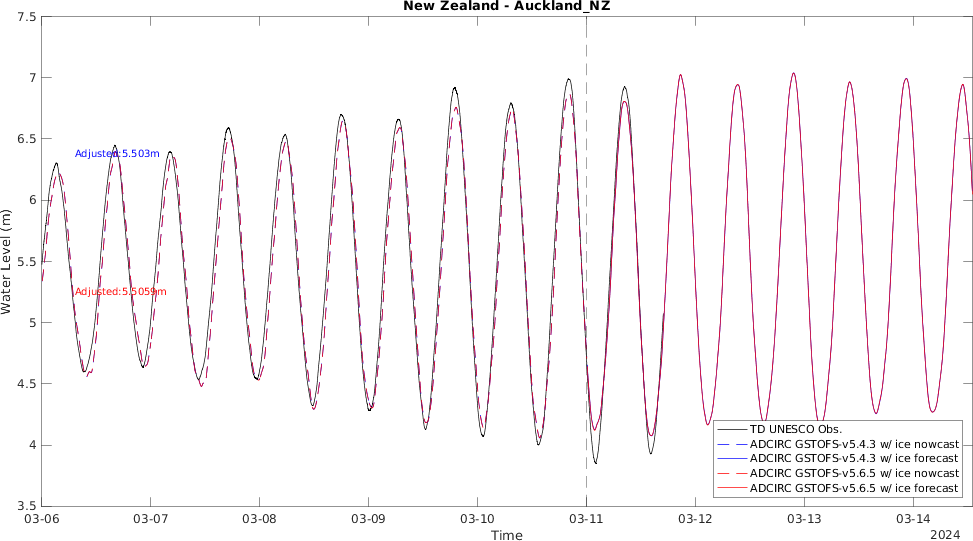 New Zealand - Auckland_NZ
7.5
7
6.5
6
5.5
5
4.5
4
3.5
Water Level (m)
Adjusted:5.503m
Adjusted:5.5059m
TD UNESCO Obs.
ADCIRC GSTOFS-v5.4.3 w/ ice nowcast
ADCIRC GSTOFS-v5.4.3 w/ ice forecast
ADCIRC GSTOFS-v5.6.5 w/ ice nowcast
ADCIRC GSTOFS-v5.6.5 w/ ice forecast
03-06 03-07 03-08 03-09 03-10 03-11 03-12 03-13 03-14
Time
2024